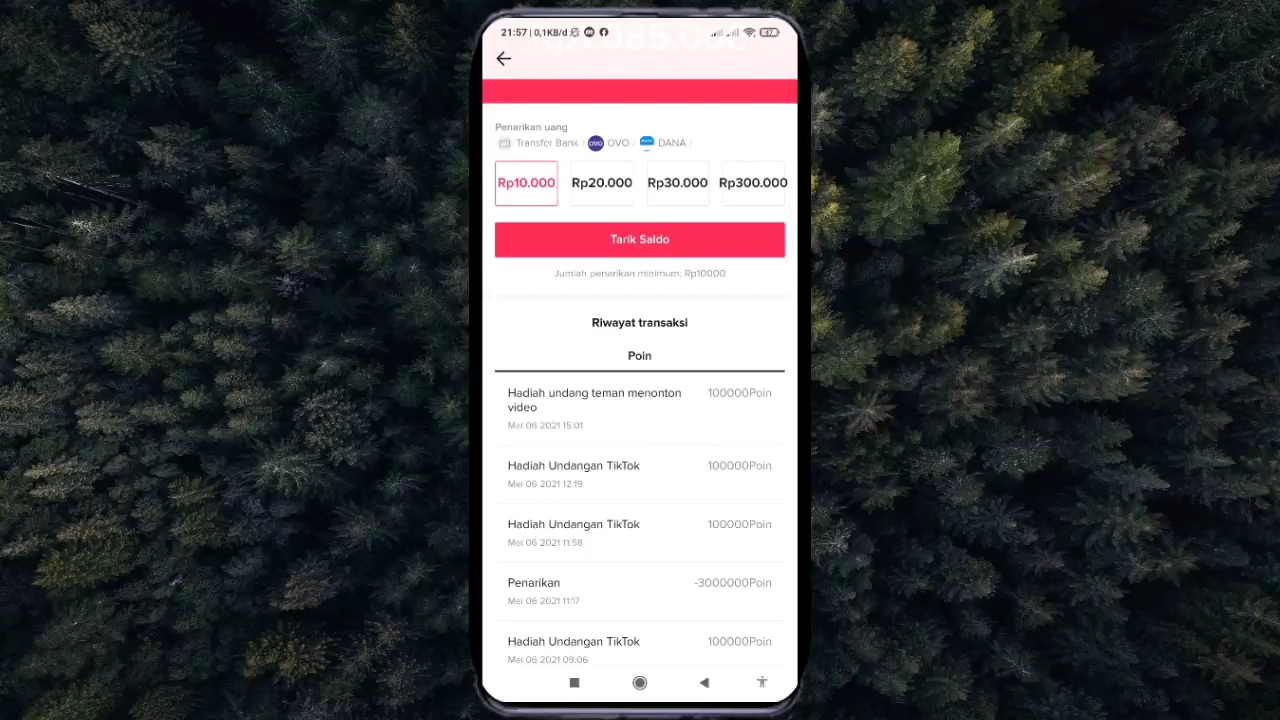 21:57 | 0,1KB/d
Penarikan uang
Transfer Bank / OVO OVO / DANA /
Rp10.000 Rp20.000 Rp30.000 Rp300.000
Tarik Saldo
Jumlah penarikan minimum: Rp10000
Riwayat transaksi
Poin
Hadiah undang teman menonton 100000Poin
video
Mei 06 2021 15:01
Hadiah Undangan TikTok 100000Poin
Mei 06 2021 12:19
Hadiah Undangan TikTok 100000Poin
Mei 06 2021 11:58
Penarikan -3000000Poin
Mei 06 2021 11:17
Hadiah Undangan TikTok 100000Poin
Mei 06 2021 09:06